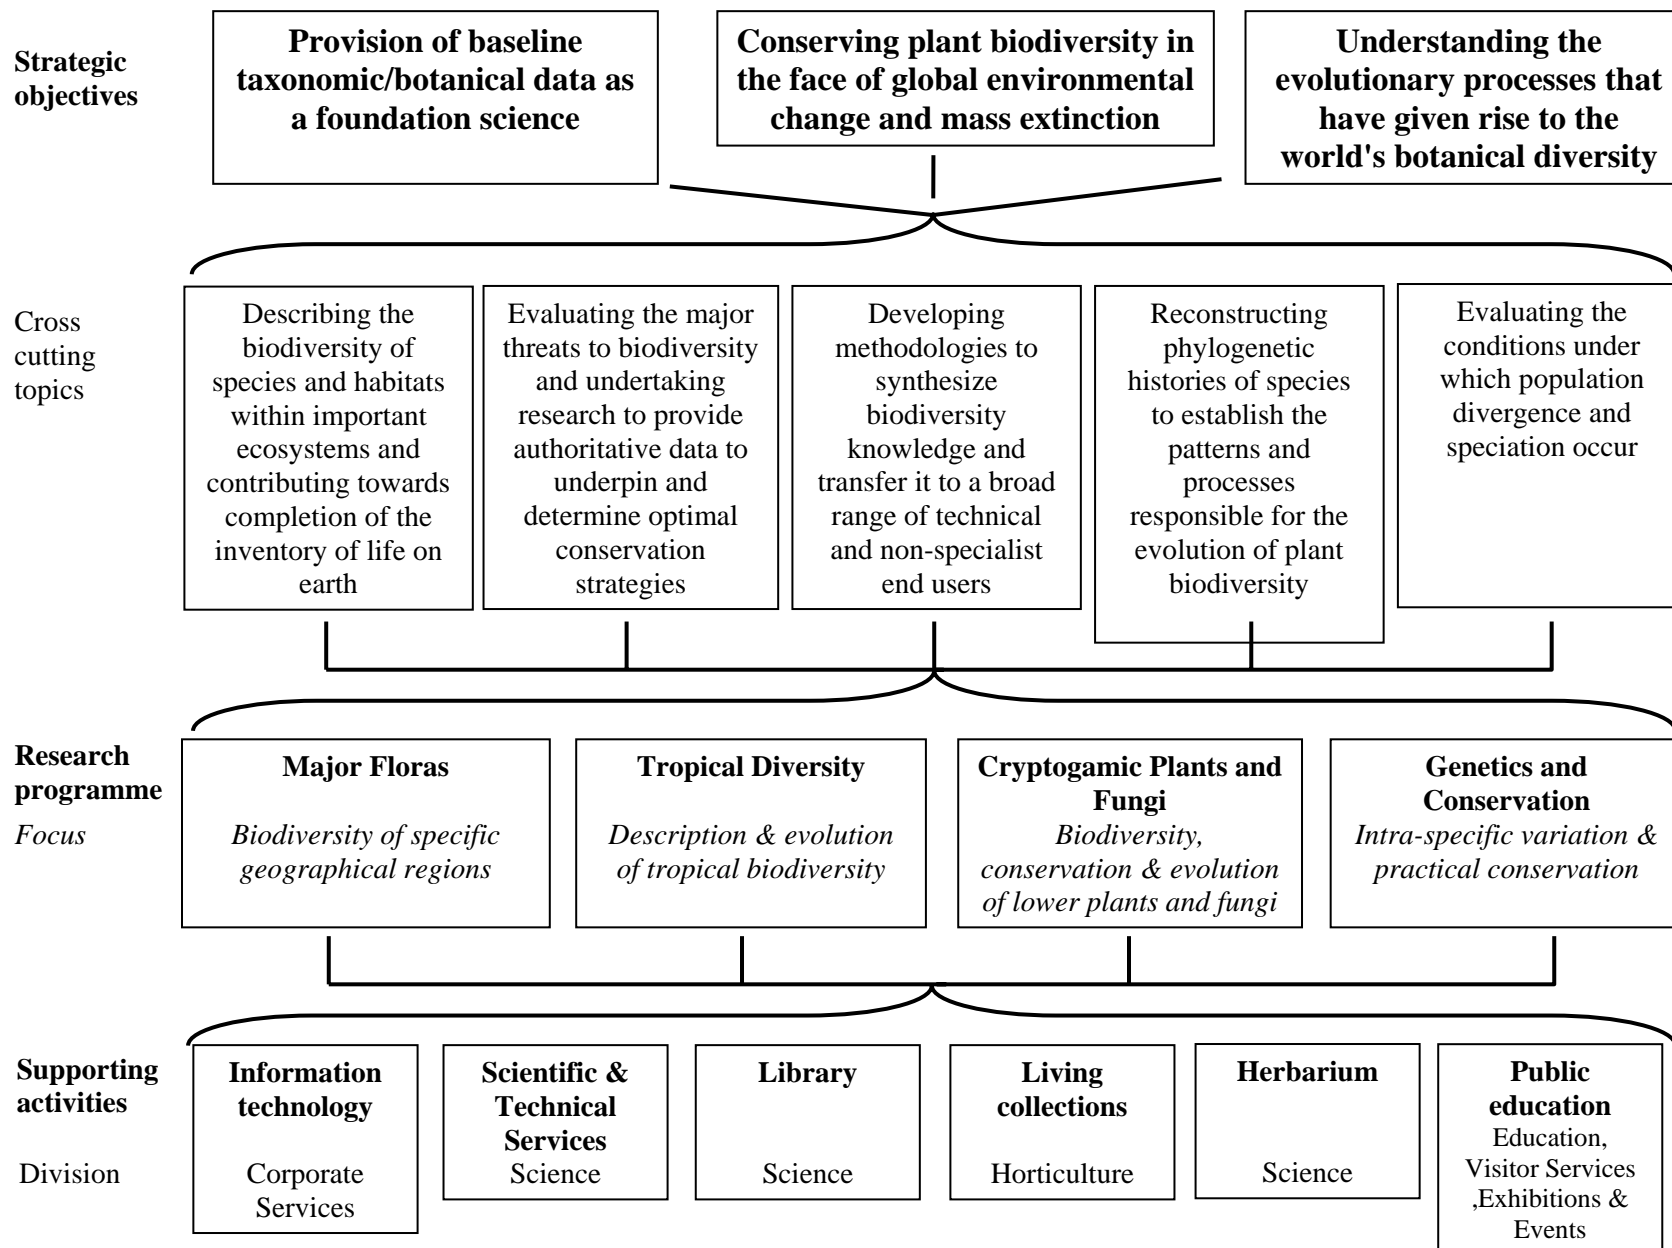 Strategic
objectives
Provision of baseline
taxonomic/botanical data as
a foundation science
Conserving plant biodiversity in
the face of global environmental
change and mass extinction
Understanding the
evolutionary processes that
have given rise to the
world's botanical diversity
Cross
cutting
topics
Describing the
biodiversity of
species and habitats
within important
ecosystems and
contributing towards
completion of the
inventory of life on
earth
Evaluating the major
threats to biodiversity
and undertaking
research to provide
authoritative data to
underpin and
determine optimal
conservation
strategies
Developing
methodologies to
synthesize
biodiversity
knowledge and
transfer it to a broad
range of technical
and non-specialist
end users
Reconstructing
phylogenetic
histories of species
to establish the
patterns and
processes
responsible for the
evolution of plant
biodiversity
Evaluating the
conditions under
which population
divergence and
speciation occur
Research
programme
Focus
Major Floras
Biodiversity of specific
geographical regions
Tropical Diversity
Description & evolution
of tropical biodiversity
Cryptogamic Plants and
Fungi
Biodiversity,
conservation & evolution
of lower plants and fungi
Genetics and
Conservation
Intra-specific variation &
practical conservation
Supporting
activities
Division
Information
technology
Corporate
Services
Scientific &
Technical
Services
Science
Library
Science
Living
collections
Horticulture
Herbarium
Science
Public
education
Education,
Visitor Services
,Exhibitions &
Events